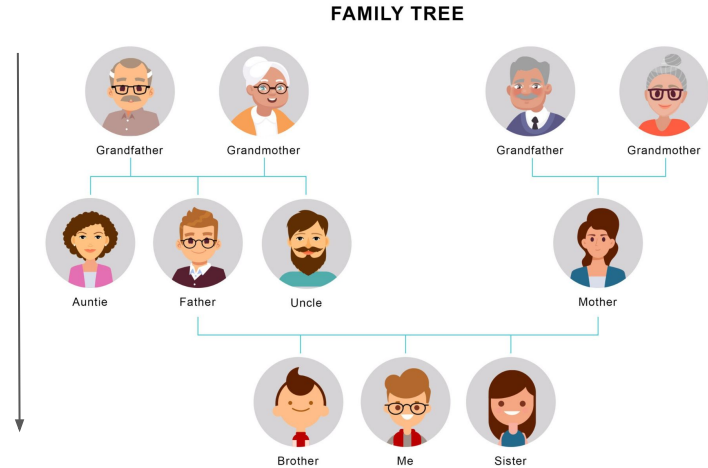 FAMILY TREE
Grandfather
Grandmother
Grandfather
Grandmother
Auntie
Father
Uncle
Mother
Brother
Me
Sister